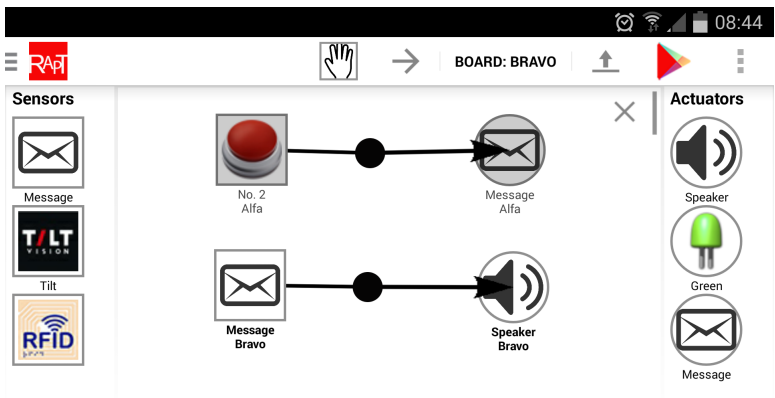 08:44
RApT
BOARD: BRAVO
Sensors
Message
TILT
VISION
Tilt
RFID
No. 2
Alfa
Message
Alfa
Message
Bravo
Speaker
Bravo
Actuators
Speaker
Green
Message